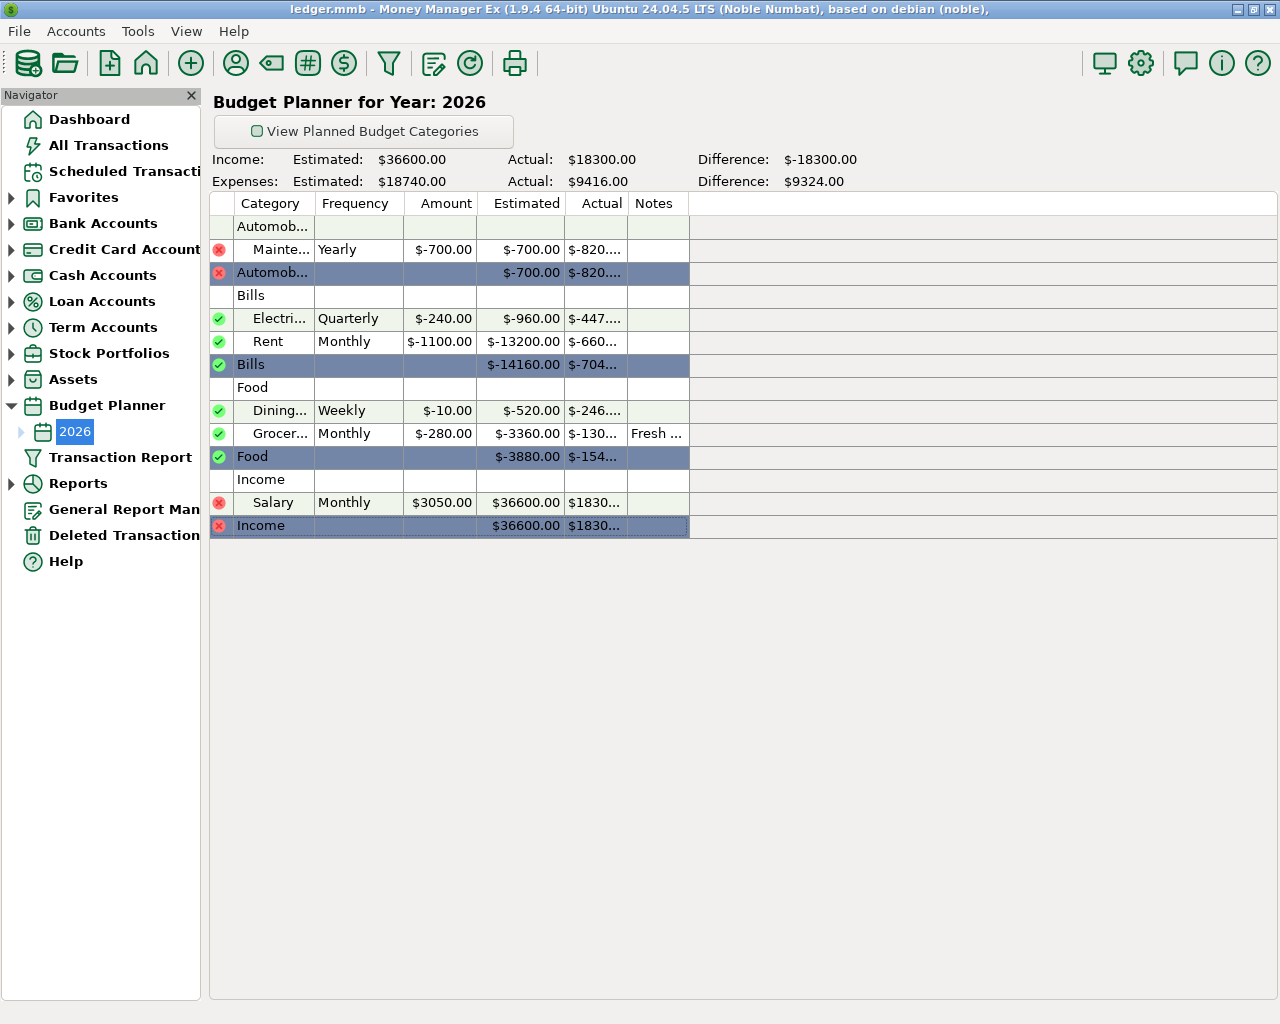 ledger.mmb - Money Manager Ex (1.9.4 64-bit) Ubuntu 24.04.5 LTS (Noble Numbat), based on debian (noble),
File Accounts Tools View Help
Navigator
Dashboard
All Transactions
Scheduled Transacti
Favorites
Bank Accounts
Credit Card Account
Cash Accounts
Loan Accounts
Term Accounts
Stock Portfolios
Assets
Budget Planner
2026
Transaction Report
Reports
General Report Man
Deleted Transaction
Help
Budget Planner for Year: 2026
View Planned Budget Categories
Income: Estimated: $36600.00 Actual: $18300.00 Difference: $-18300.00
Expenses: Estimated: $18740.00 Actual: $9416.00 Difference: $9324.00
Category Frequency Amount Estimated Actual Notes
Automob...
Mainte... Yearly $-700.00 $-700.00 $-820....
Automob... $-700.00 $-820....
Bills
Electri... Quarterly $-240.00 $-960.00 $-447....
Rent Monthly $-1100.00 $-13200.00 $-660...
Bills $-14160.00 $-704...
Food
Dining... Weekly $-10.00 $-520.00 $-246....
Grocer... Monthly $-280.00 $-3360.00 $-130... Fresh ...
Food $-3880.00 $-154...
Income
Salary Monthly $3050.00 $36600.00 $1830...
Income $36600.00 $1830...